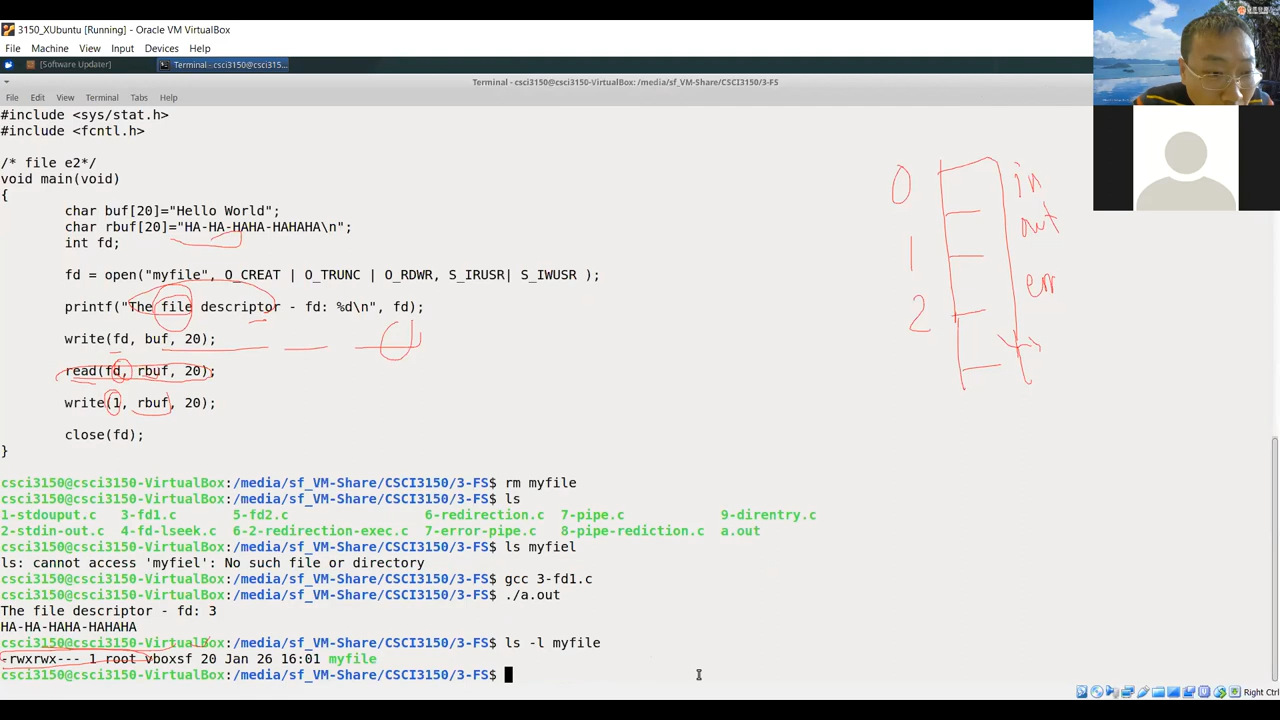 3150_XUbuntu [Running] - Oracle VM VirtualBox
File Machine View Input Devices Help
[Software Updater] Terminal - csci3150@csci315...
Terminal - csci3150@csci3150-VirtualBox: /media/sf_VM-Share/CSCI3150/3-FS
File Edit View Terminal Tabs Help
#include <sys/stat.h>
#include <fcntl.h>
/* file e2*/
void main(void)
{
char buf[20]="Hello World";
char rbuf[20]="HA-HA-HAHA-HAHAHA\n";
int fd;
fd = open("myfile", O_CREAT | O_TRUNC | O_RDWR, S_IRUSR| S_IWUSR );
printf("The file descriptor - fd: %d\n", fd);
write(fd, buf, 20);
read(fd, rbuf, 20);
write(1, rbuf, 20);
close(fd);
}
0 in
out
1
err
2
csci3150@csci3150-VirtualBox:/media/sf_VM-Share/CSCI3150/3-FS$ rm myfile
csci3150@csci3150-VirtualBox:/media/sf_VM-Share/CSCI3150/3-FS$ ls
1-stdouput.c 3-fd1.c 5-fd2.c 6-redirection.c 7-pipe.c 9-direntry.c
2-stdin-out.c 4-fd-lseek.c 6-2-redirection-exec.c 7-error-pipe.c 8-pipe-rediction.c a.out
csci3150@csci3150-VirtualBox:/media/sf_VM-Share/CSCI3150/3-FS$ ls myfiel
ls: cannot access 'myfiel': No such file or directory
csci3150@csci3150-VirtualBox:/media/sf_VM-Share/CSCI3150/3-FS$ gcc 3-fd1.c
csci3150@csci3150-VirtualBox:/media/sf_VM-Share/CSCI3150/3-FS$ ./a.out
The file descriptor - fd: 3
HA-HA-HAHA-HAHAHA
csci3150@csci3150-VirtualBox:/media/sf_VM-Share/CSCI3150/3-FS$ ls -l myfile
-rwxrwx--- 1 root vboxsf 20 Jan 26 16:01 myfile
csci3150@csci3150-VirtualBox:/media/sf_VM-Share/CSCI3150/3-FS$
Right Ctrl